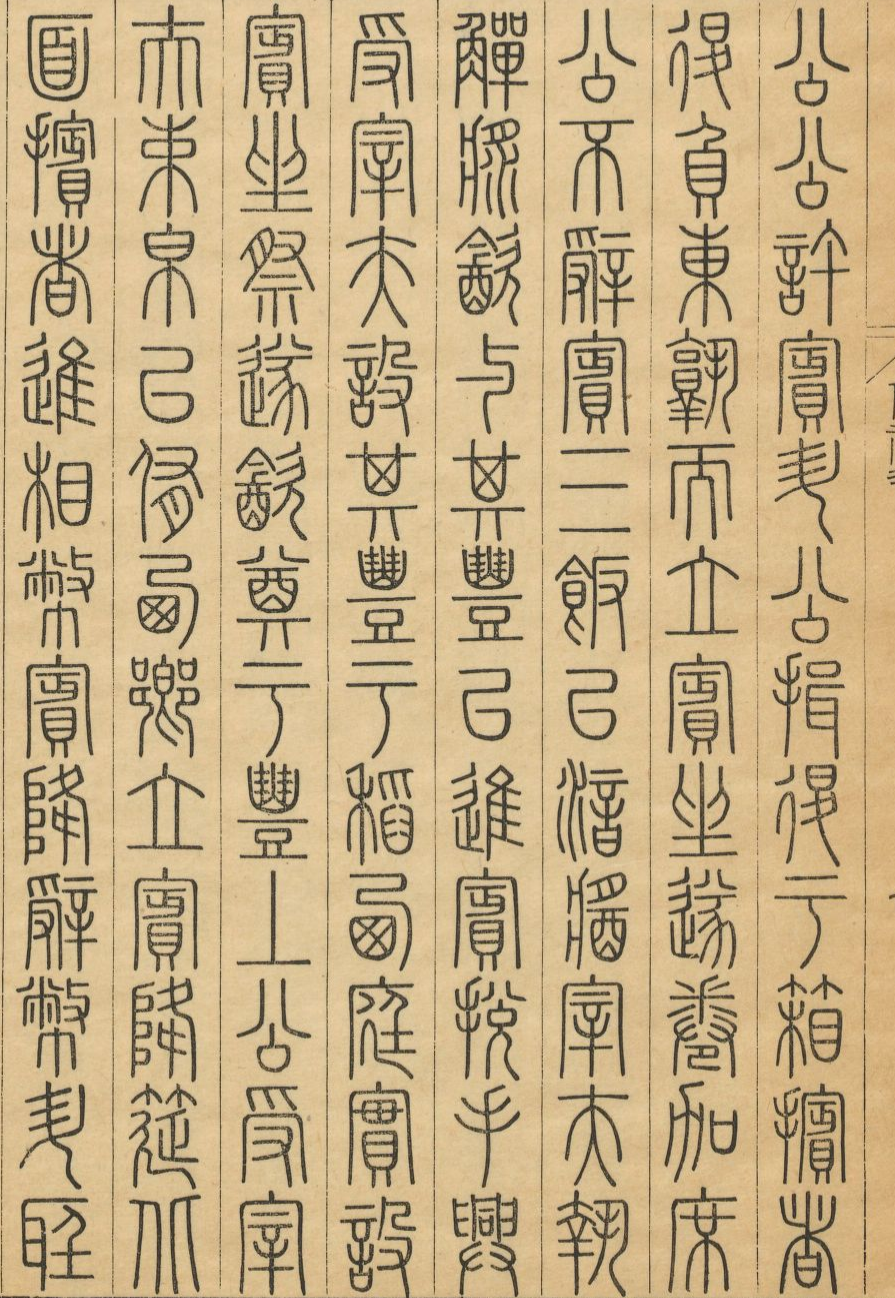 公公許賓升公揖退于箱擯者
退負東塾而立賓坐遂卷加席
公不辭賓三飯以湆醬宰夫執
觶漿飲与其豐以進賓挩手興
受宰夫設其豐于稻西庭實設
賓坐祭遂飲奠于豐上公受宰
夫束帛以侑西鄉立賓降筵北
面擯者進相幣賓降辭幣升聽